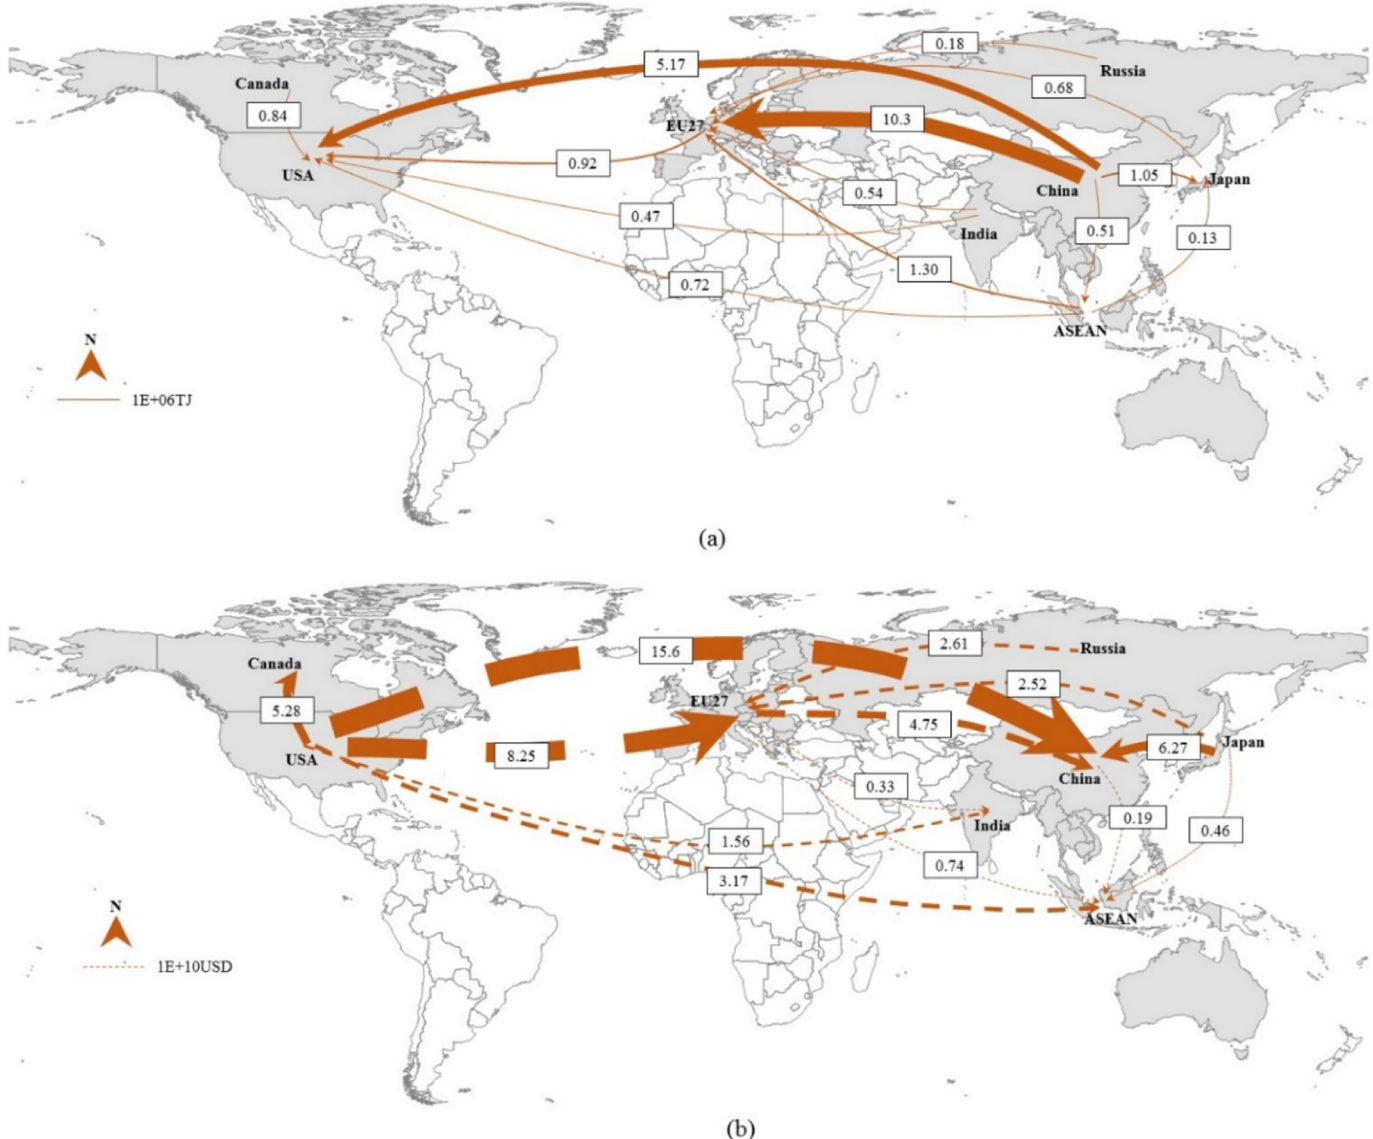 0.18
5.17
Russia
Canada
0.68
0.84
10.3
EU27
0.92
USA
1.05
Japan
China
0.54
0.47
India
0.51
0.13
1.30
0.72
ASEAN
N
1E+06TJ
(a)
2.61
15.6
Russia
Canada
2.52
EU27
5.28
4.75
8.25
USA
6.27
Japan
China
0.33
0.19
India
0.46
1.56
0.74
3.17
ASEAN
N
1E+10USD
(b)